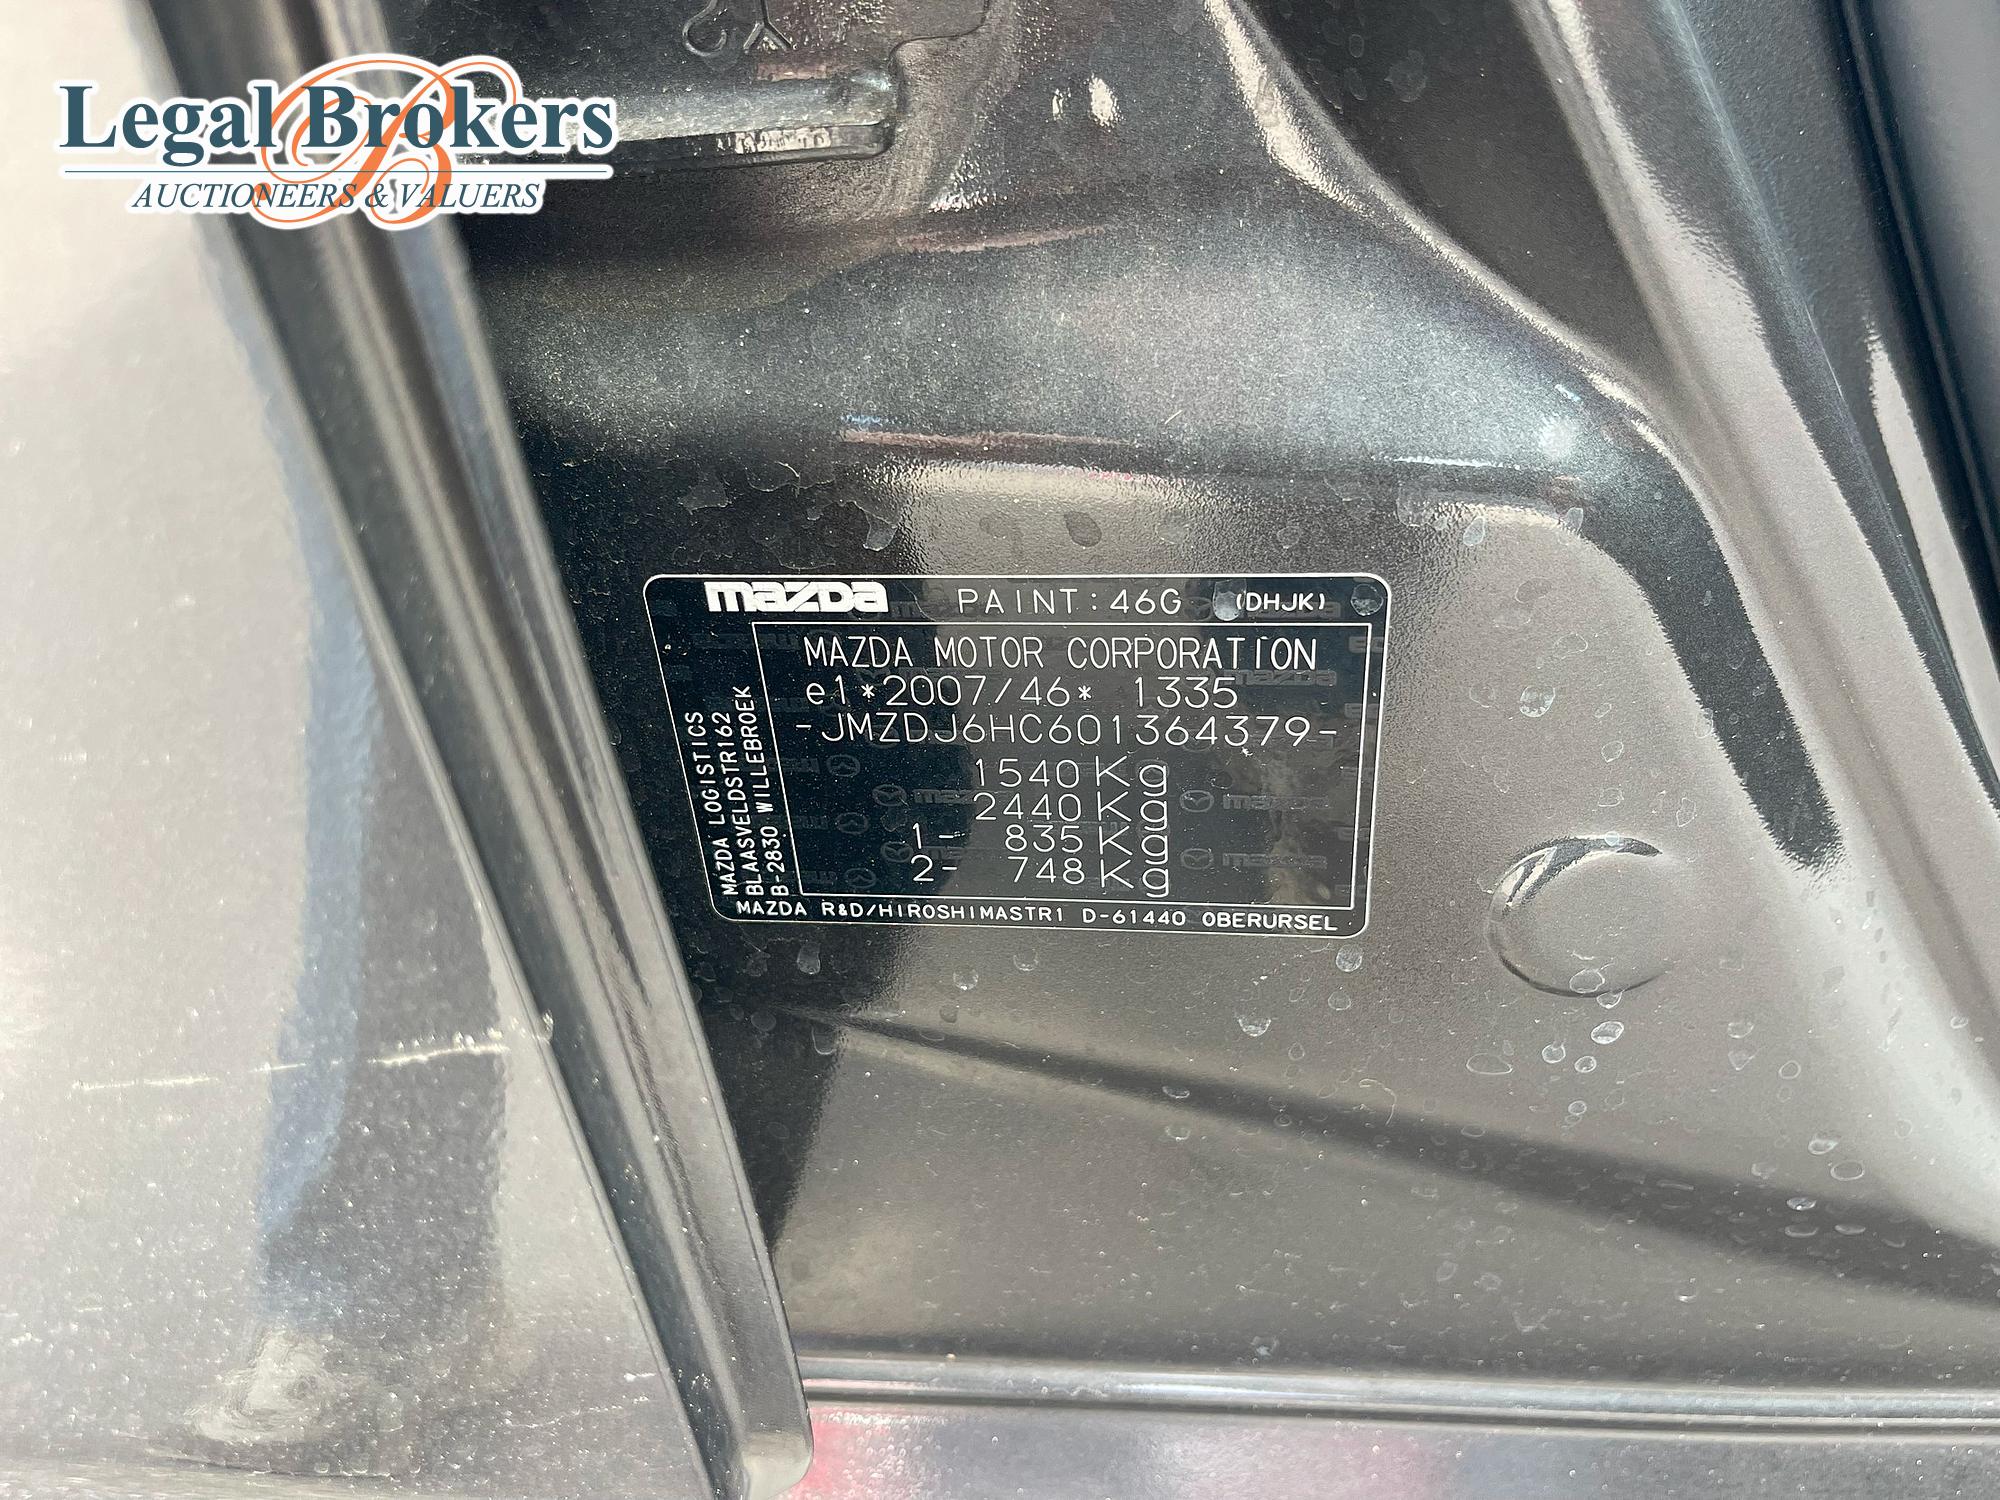 Legal Brokers
AUCTIONEERS & VALUERS
mazda PAINT:46G (DHJK)
MAZDA MOTOR CORPORATION
e1*2007/46* 1335
-JMZDJ6HC601364379-
1540Kg
2440Kg
1- 835Kg
2- 748Kg
MAZDA LOGISTICS
BLAASVELDSTR162
B-2830 WILLEBROEK
MAZDA R&D/HIROSHIMASTR1 D-61440 OBERURSEL